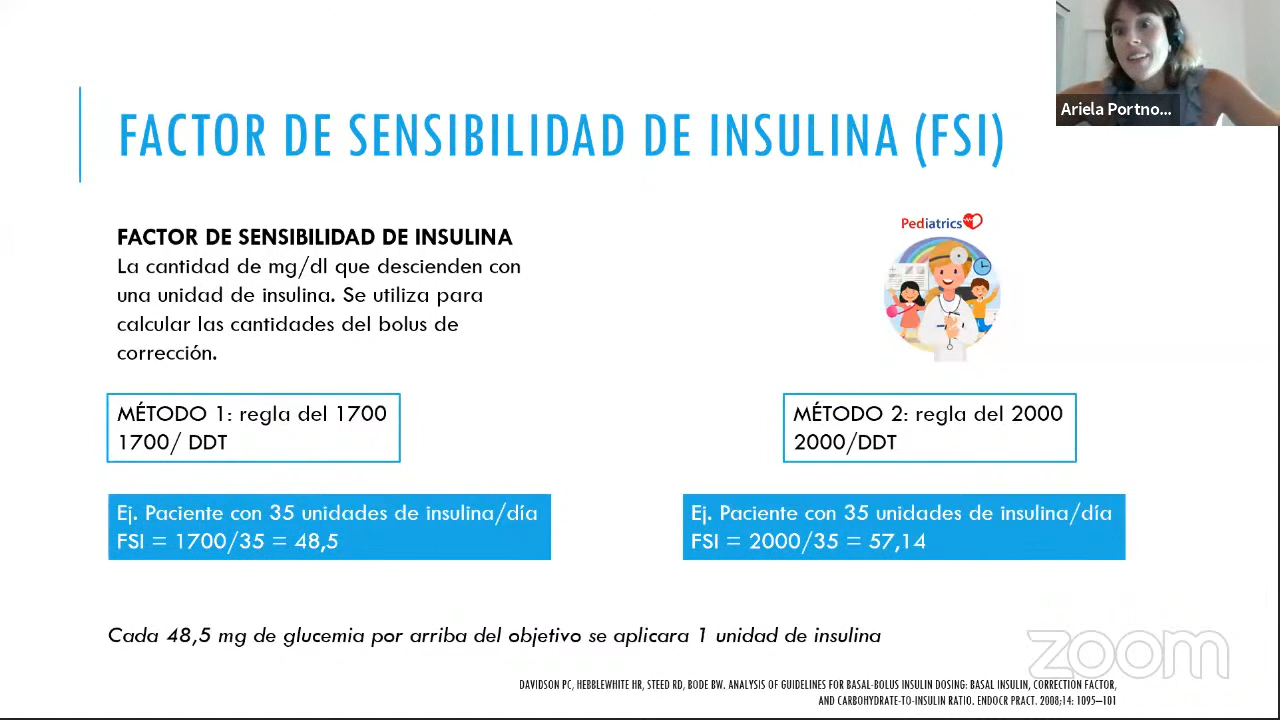 Ariela Portno...
FACTOR DE SENSIBILIDAD DE INSULINA (FSI)
FACTOR DE SENSIBILIDAD DE INSULINA
La cantidad de mg/dl que descienden con
una unidad de insulina. Se utiliza para
calcular las cantidades del bolus de
corrección.
Pediatrics
MÉTODO 1: regla del 1700
1700/ DDT
MÉTODO 2: regla del 2000
2000/DDT
Ej. Paciente con 35 unidades de insulina/día
FSI = 1700/35 = 48,5
Ej. Paciente con 35 unidades de insulina/día
FSI = 2000/35 = 57,14
Cada 48,5 mg de glucemia por arriba del objetivo se aplicara 1 unidad de insulina
zoom
DAVIDSON PC, HEBBLEWHITE HR, STEED RD, BODE BW. ANALYSIS OF GUIDELINES FOR BASAL-BOLUS INSULIN DOSING: BASAL INSULIN, CORRECTION FACTOR,
AND CARBOHYDRATE-TO-INSULIN RATIO. ENDOCR PRACT. 2008;14: 1095–101